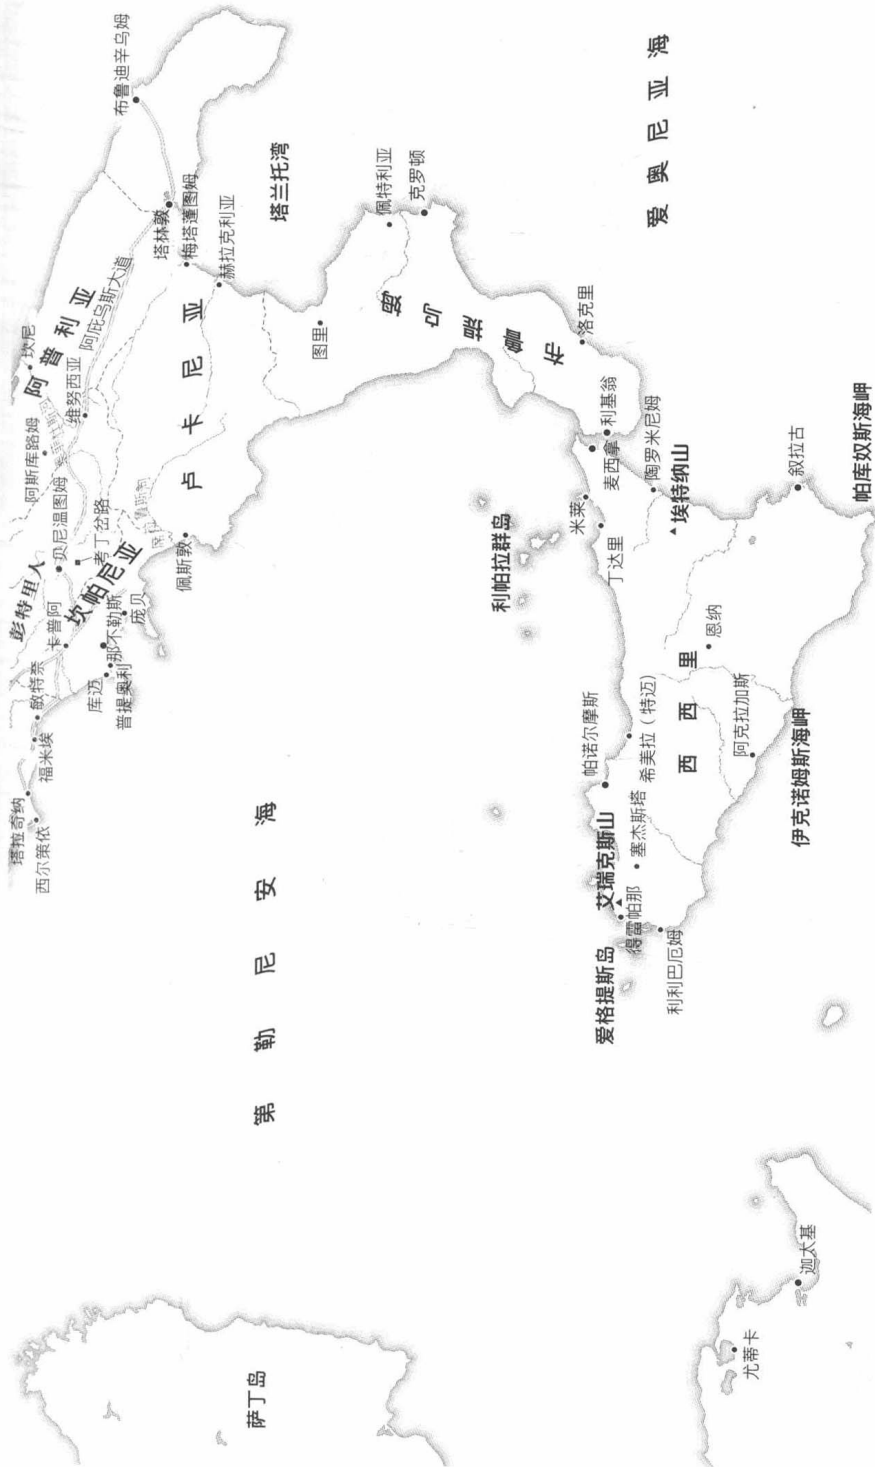 塔拉奇纳
西尔策依
福米埃
敏特奈
彭特里人
阿斯库路姆
坎尼
阿普利亚
贝尼温图姆
卡普阿
维努西亚
阿庇乌斯大道
布鲁迪辛乌姆
考丁岔路
坎帕尼亚
库迈
普提奥利
那不勒斯
庞贝
塔林敦
佩斯敦
卢卡尼亚
梅塔蓬图姆
赫拉克利亚
塔兰托湾
萨丁岛
第勒尼安海
图里
佩特利亚
克罗顿
利帕拉群岛
洛克里
米莱
帕诺尔摩斯
丁达里
麦西拿
利基翁
爱格提斯岛
艾瑞克斯山
得雷帕那
塞杰斯塔
希美拉（特迈）
陶罗米尼姆
爱奥尼亚海
利利巴厄姆
埃特纳山
西西里
恩纳
阿克拉加斯
尤蒂卡
叙拉古
迦太基
伊克诺姆斯海岬
帕库奴斯海岬